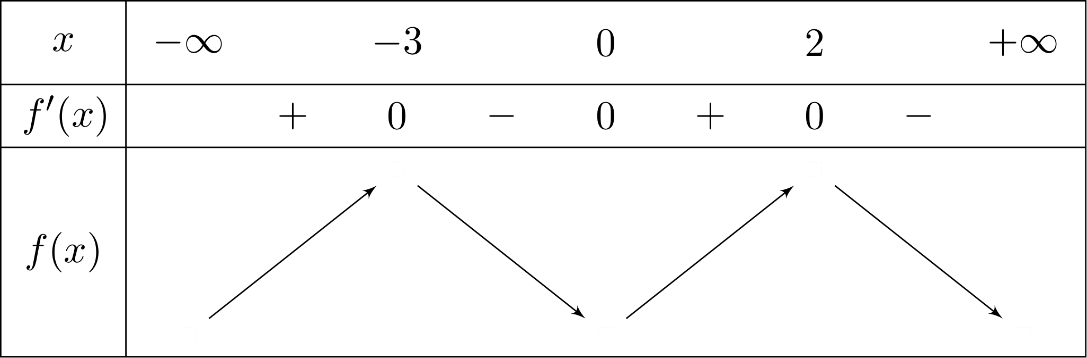 x −∞ −3 0 2 +∞
f′(x) + 0 − 0 + 0 −
f(x)